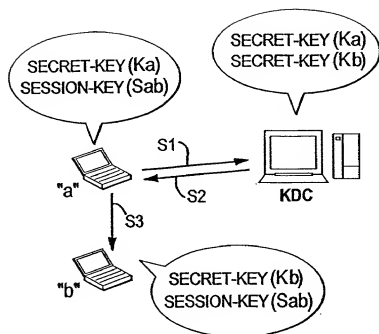 SECRET-KEY (Ka)
SESSION-KEY (Sab)
SECRET-KEY (Ka)
SECRET-KEY (Kb)
S1
S2
"a"
KDC
S3
"b"
SECRET-KEY (Kb)
SESSION-KEY (Sab)